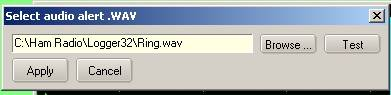 Select audio alert .WAV
C:\Ham Radio\Logger32\Ring.wav Browse ... Test
Apply Cancel